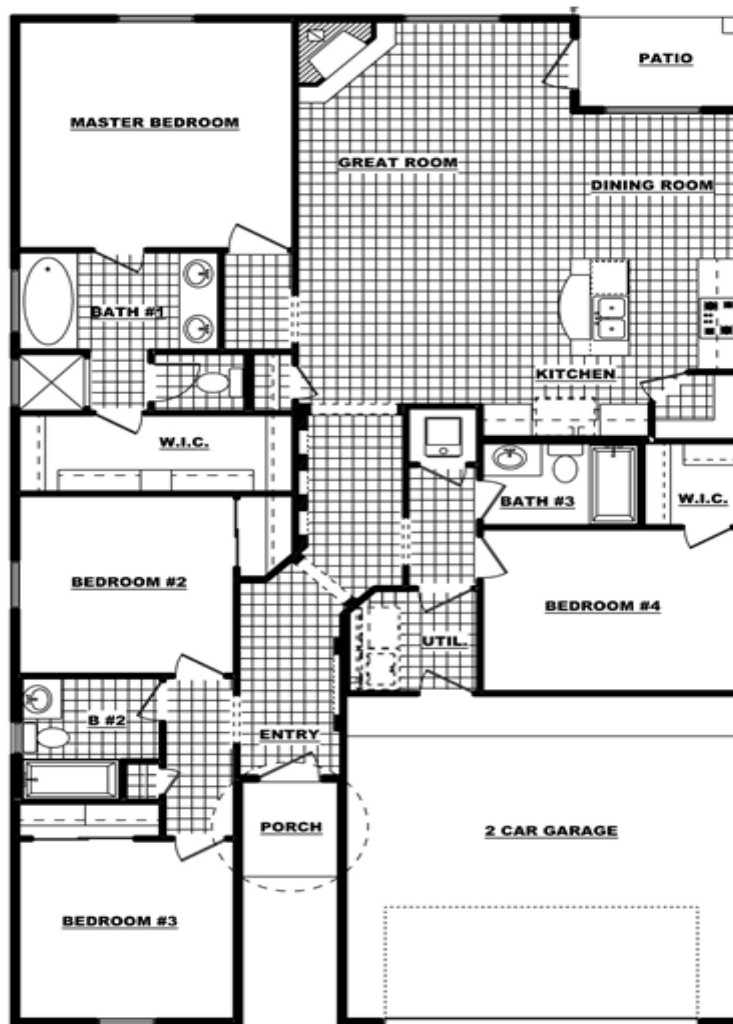 PATIO
MASTER BEDROOM
GREAT ROOM
DINING ROOM
BATH #1
KITCHEN
W.I.C.
BATH #3
W.I.C.
BEDROOM #2
BEDROOM #4
UTIL.
B #2
ENTRY
PORCH
2 CAR GARAGE
BEDROOM #3